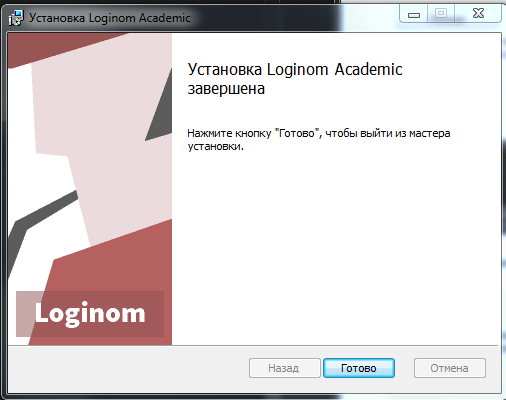 Установка Loginom Academic
Установка Loginom Academic
завершена
Нажмите кнопку "Готово", чтобы выйти из мастера
установки.
Loginom
Назад
Готово
Отмена